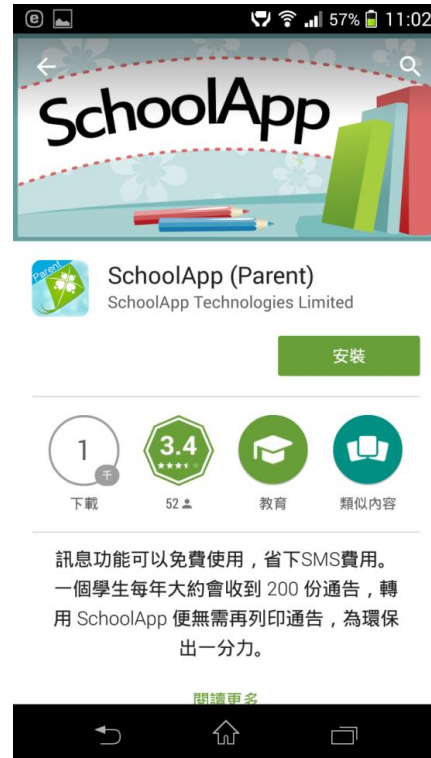 57% 11:02
SchoolApp
Parent
SchoolApp (Parent)
SchoolApp Technologies Limited
安裝
1
千
3.4
下載 52 教育 類似內容
訊息功能可以免費使用，省下SMS費用。
一個學生每年大約會收到 200 份通告，轉
用 SchoolApp 便無需再列印通告，為環保
出一分力。
閱讀更多